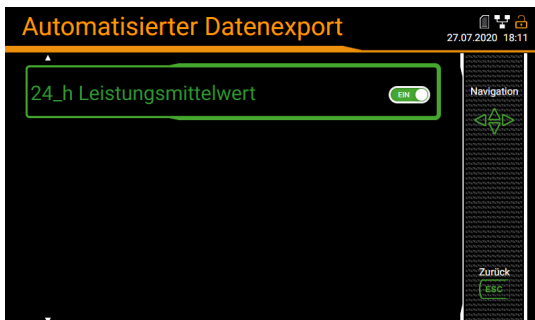 Automatisierter Datenexport
27.07.2020 18:11
24_h Leistungsmittelwert
EIN
Navigation
Zurück
ESC